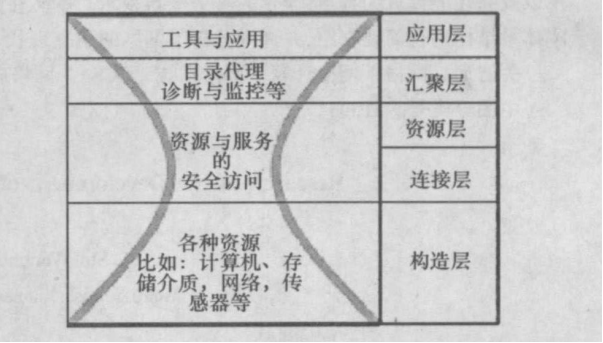 工具与应用
应用层
目录代理
诊断与监控等
汇聚层
资源与服务
的
安全访问
资源层
连接层
各种资源
比如：计算机、存
储介质，网络，传
感器等
构造层